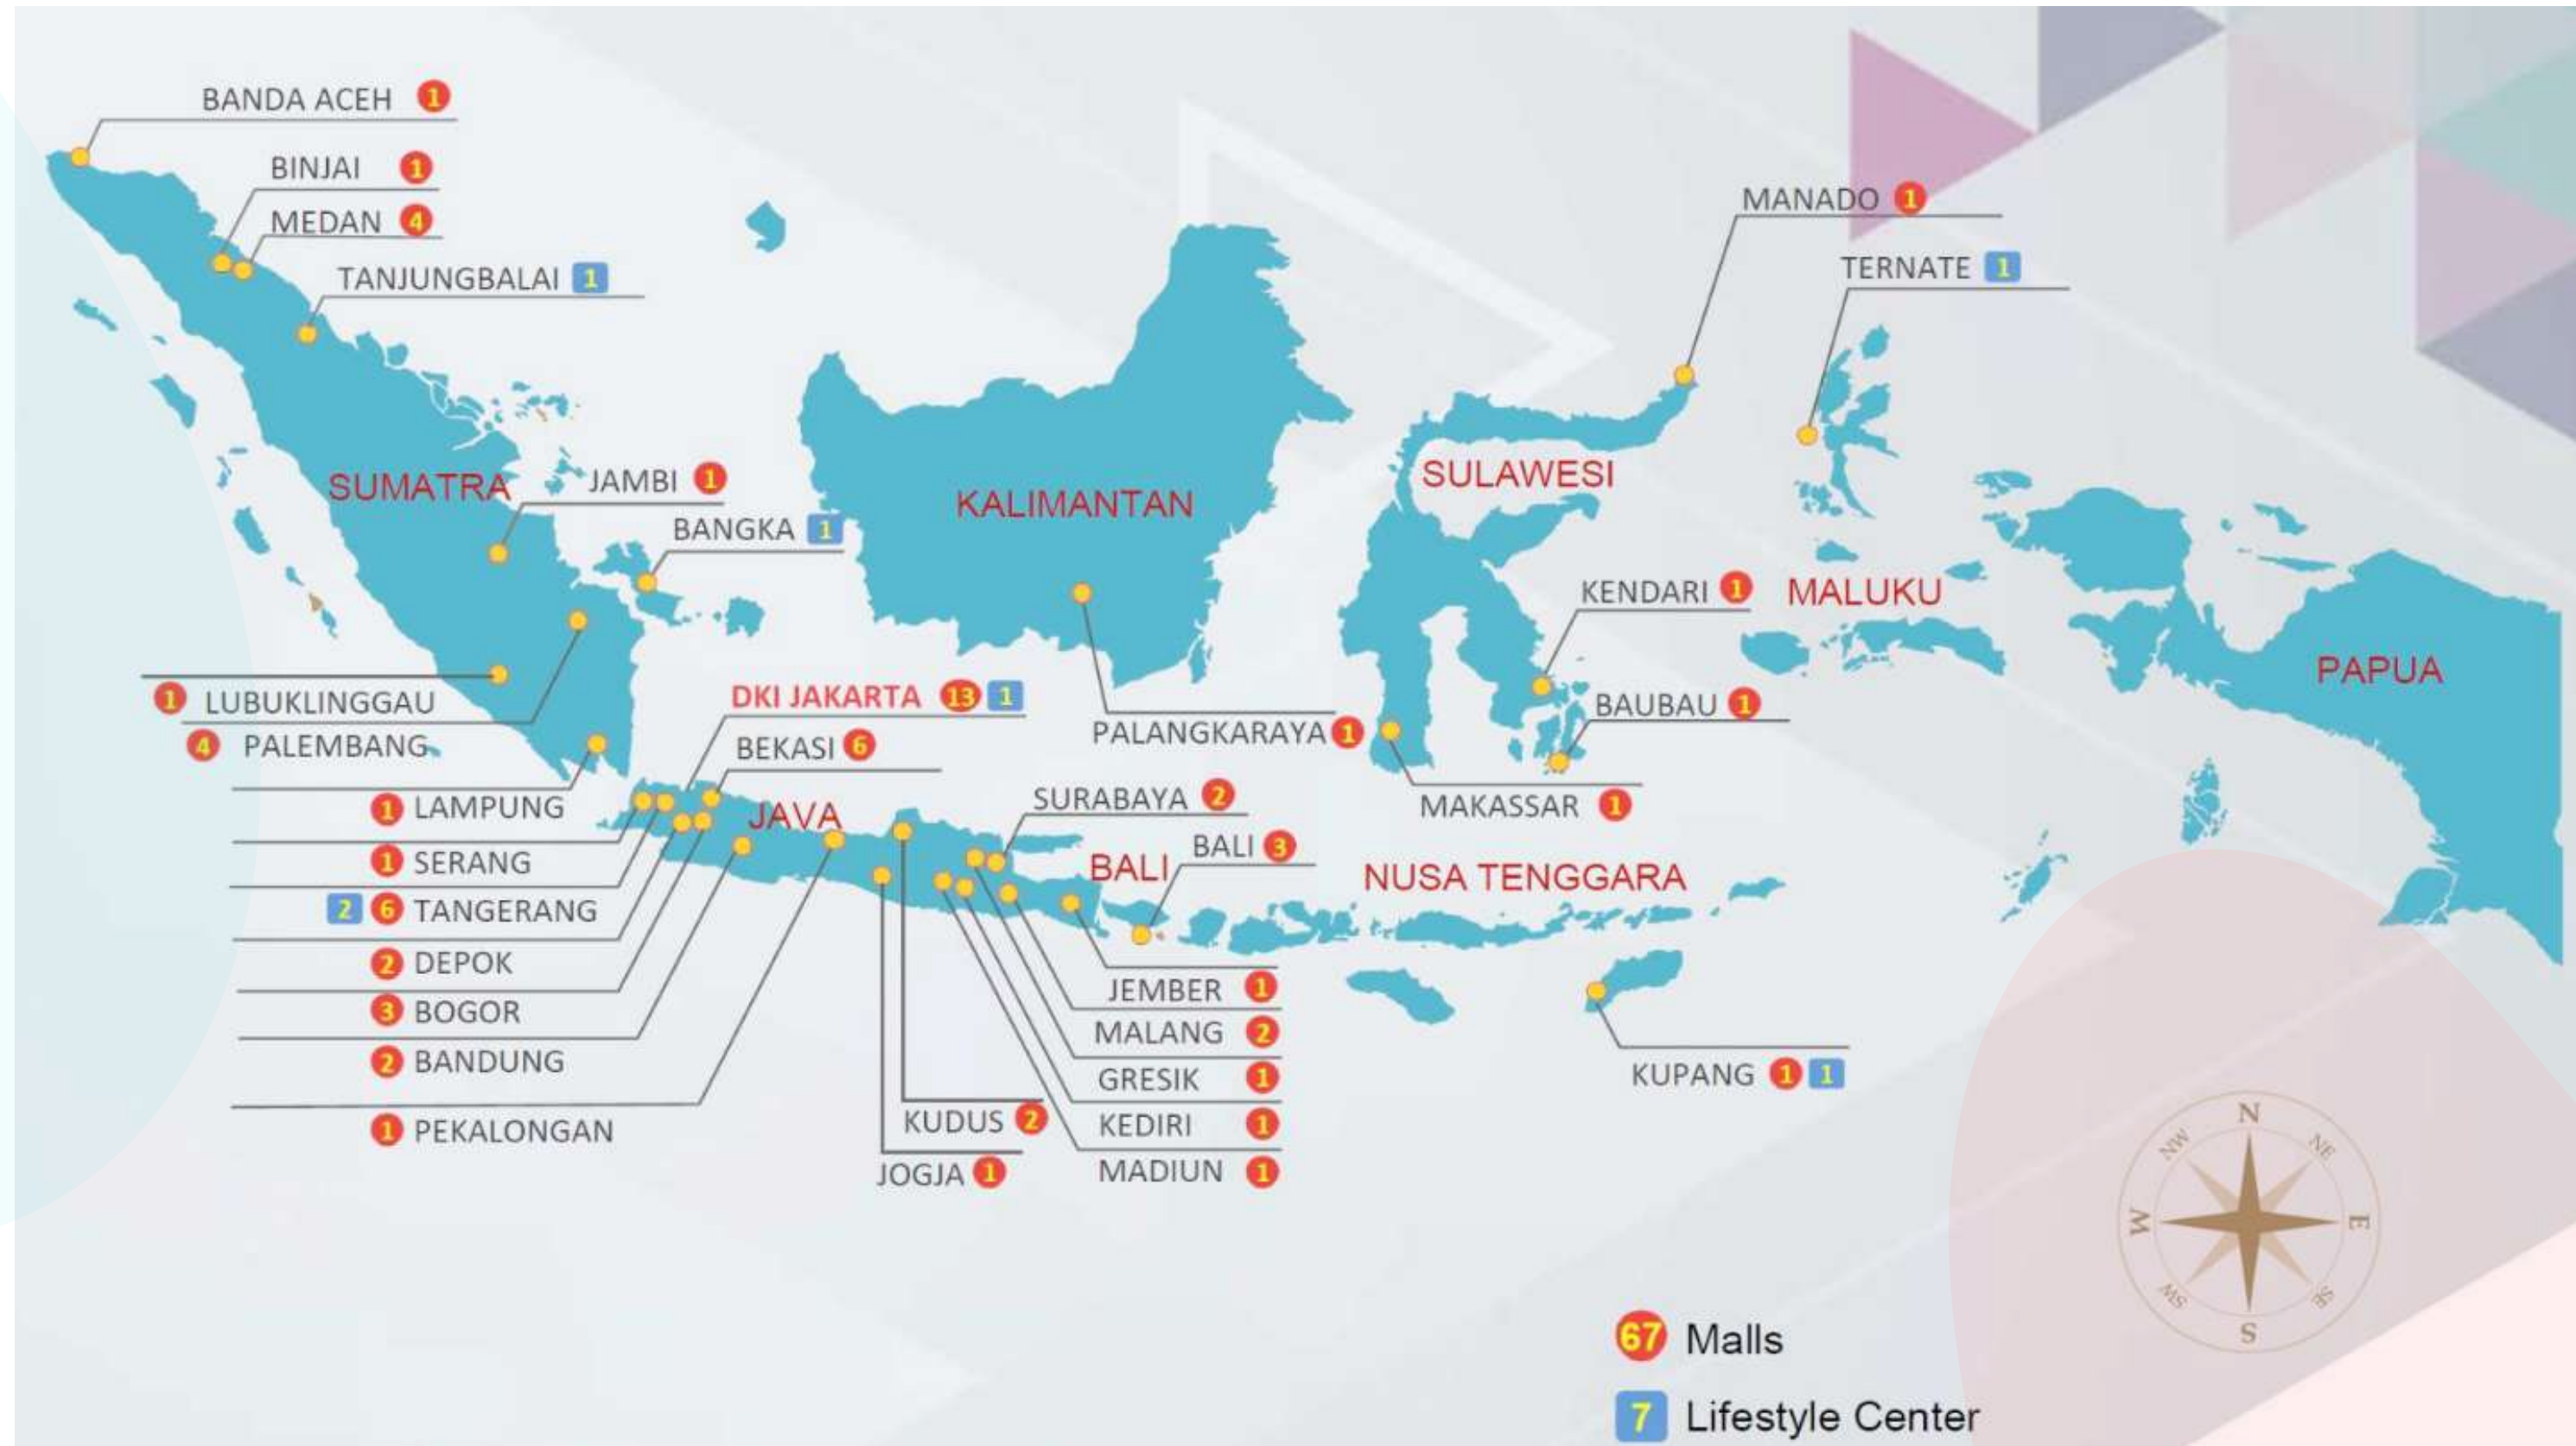 BANDA ACEH 1
BINJAI 1
MEDAN 4
TANJUNGBALAI 1
MANADO 1
TERNATE 1
SUMATRA
JAMBI 1
BANGKA 1
KALIMANTAN
SULAWESI
KENDARI 1
MALUKU
PAPUA
1 LUBUKLINGGAU
4 PALEMBANG
DKI JAKARTA 13 1
BEKASI 6
PALANGKARAYA 1
BAUBAU 1
MAKASSAR 1
1 LAMPUNG
JAVA
SURABAYA 2
BALI 3
BALI
NUSA TENGGARA
1 SERANG
2 6 TANGERANG
2 DEPOK
3 BOGOR
2 BANDUNG
1 PEKALONGAN
KUDUS 2
JOGJA 1
JEMBER 1
MALANG 2
GRESIK 1
KEDIRI 1
MADIUN 1
KUPANG 1 1
N
NW
NE
W
E
SW
SE
S
67 Malls
7 Lifestyle Center